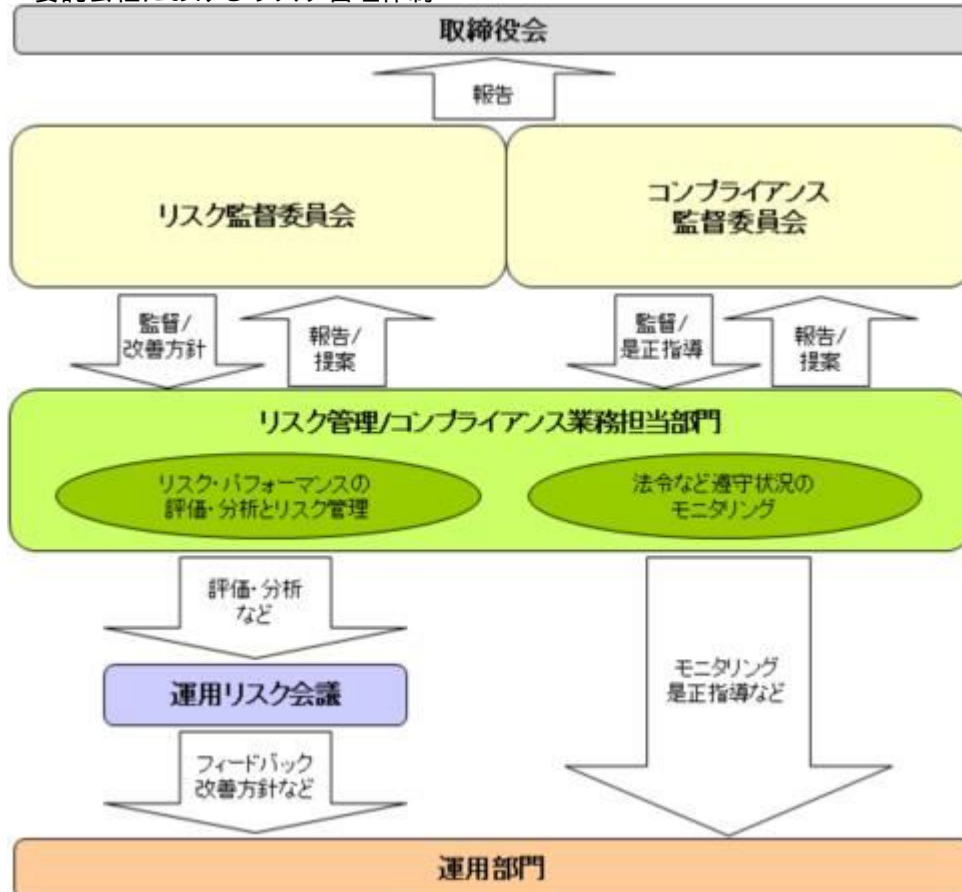 取締役会
報告
リスク監督委員会
コンプライアンス
監督委員会
監督/
改善方針
報告/
提案
監督/
是正指導
報告/
提案
リスク管理/コンプライアンス業務担当部門
リスク・パフォーマンスの
評価・分析とリスク管理
法令など遵守状況の
モニタリング
評価・分析
など
運用リスク会議
モニタリング
是正指導など
フィードバック
改善方針など
運用部門